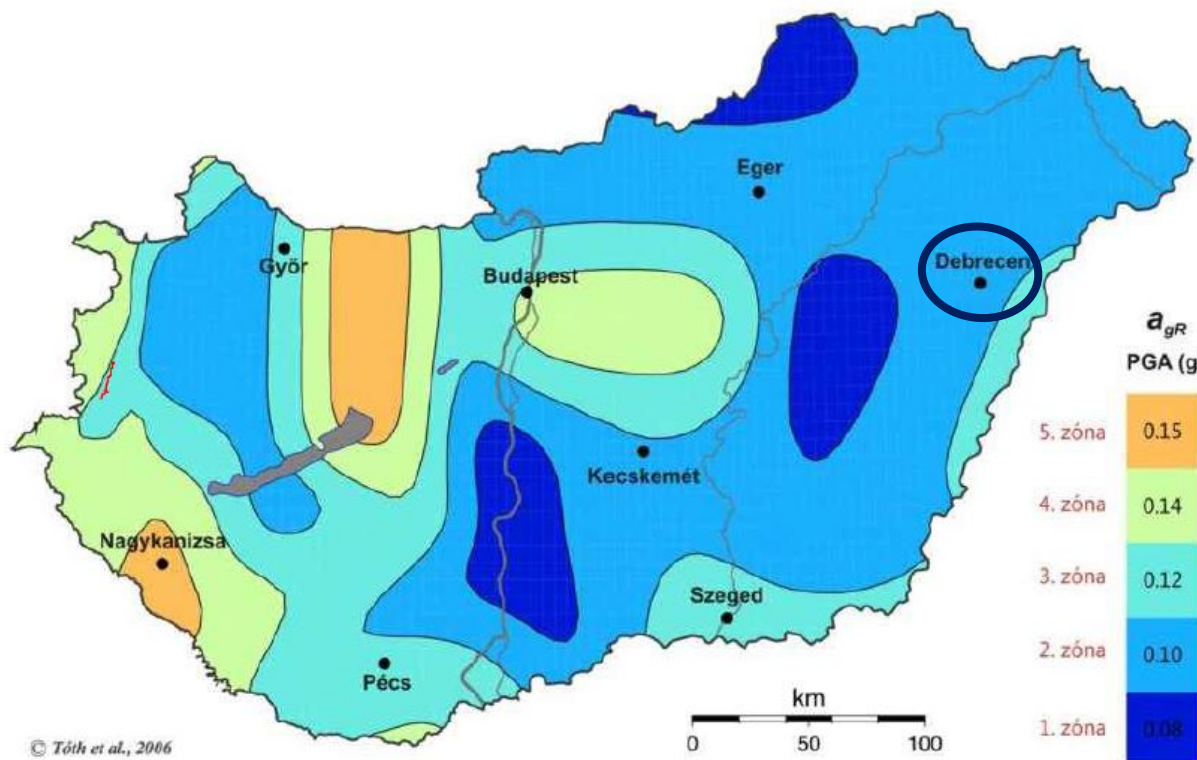 Eger
Debrecen
Győr
Budapest
a_gR
PGA (g
5. zóna
0.15
Kecskemét
4. zóna
0.14
Nagykanizsa
3. zóna
0.12
Szeged
2. zóna
0.10
Pécs
km
1. zóna
0.08
0 50 100
© Tóth et al., 2006